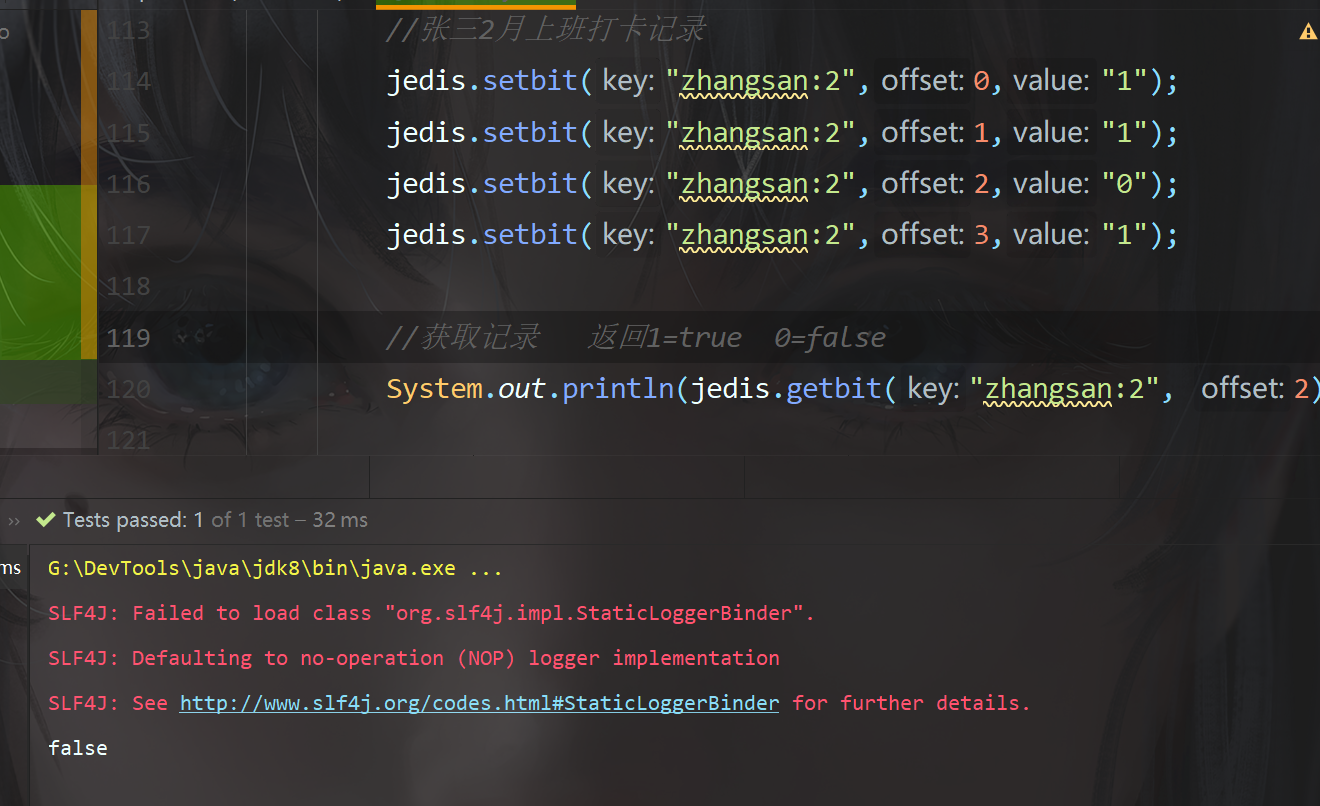 113 //张三2月上班打卡记录
114 jedis.setbit( key: "zhangsan:2", offset: 0, value: "1");
115 jedis.setbit( key: "zhangsan:2", offset: 1, value: "1");
116 jedis.setbit( key: "zhangsan:2", offset: 2, value: "0");
117 jedis.setbit( key: "zhangsan:2", offset: 3, value: "1");
118
119 //获取记录 返回1=true 0=false
120 System.out.println(jedis.getbit( key: "zhangsan:2", offset: 2)
121
›› Tests passed: 1 of 1 test – 32 ms
ms G:\DevTools\java\jdk8\bin\java.exe ...
SLF4J: Failed to load class "org.slf4j.impl.StaticLoggerBinder".
SLF4J: Defaulting to no-operation (NOP) logger implementation
SLF4J: See http://www.slf4j.org/codes.html#StaticLoggerBinder for further details.
false